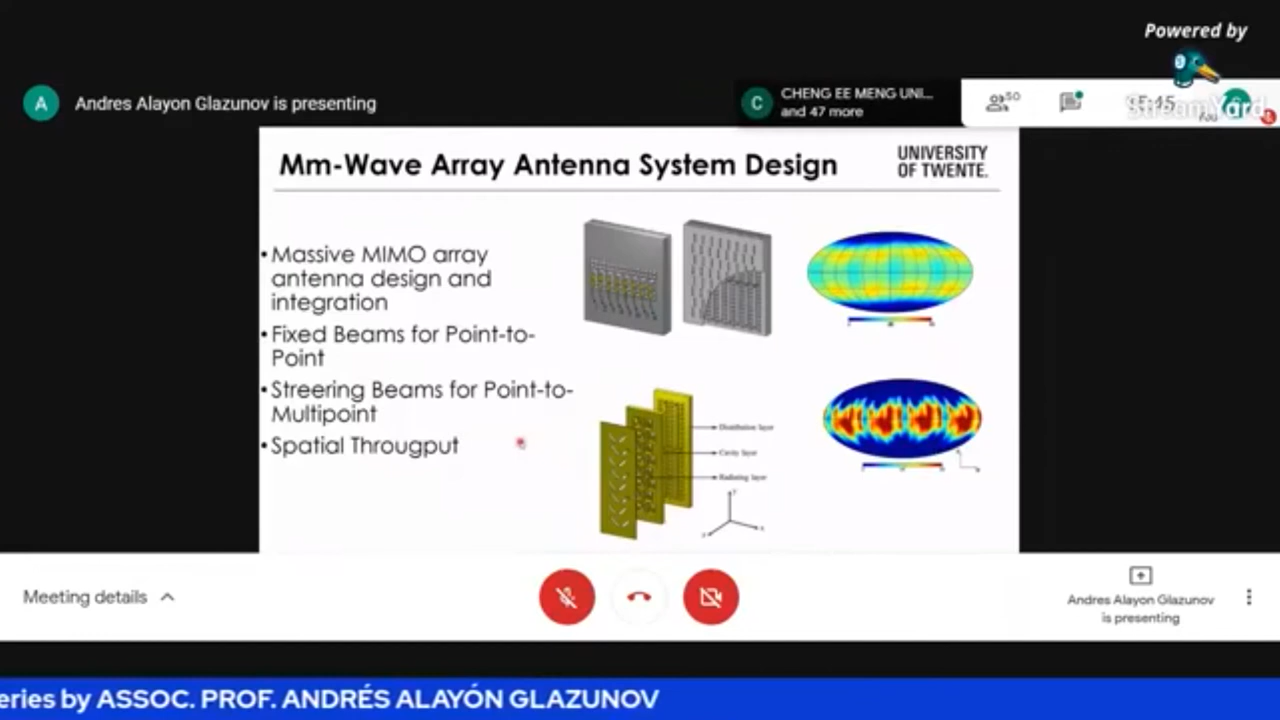 Powered by
StreamYard
A
Andres Alayon Glazunov is presenting
C
CHENG EE MENG UNI...
and 47 more
50
Mm-Wave Array Antenna System Design
UNIVERSITY
OF TWENTE.
•Massive MIMO array
antenna design and
integration
•Fixed Beams for Point-to-
Point
•Streering Beams for Point-to-
Multipoint
•Spatial Througput
Distribution layer
Cavity layer
Radiating layer
Meeting details
Andres Alayon Glazunov
is presenting
eries by ASSOC. PROF. ANDRÉS ALAYÓN GLAZUNOV